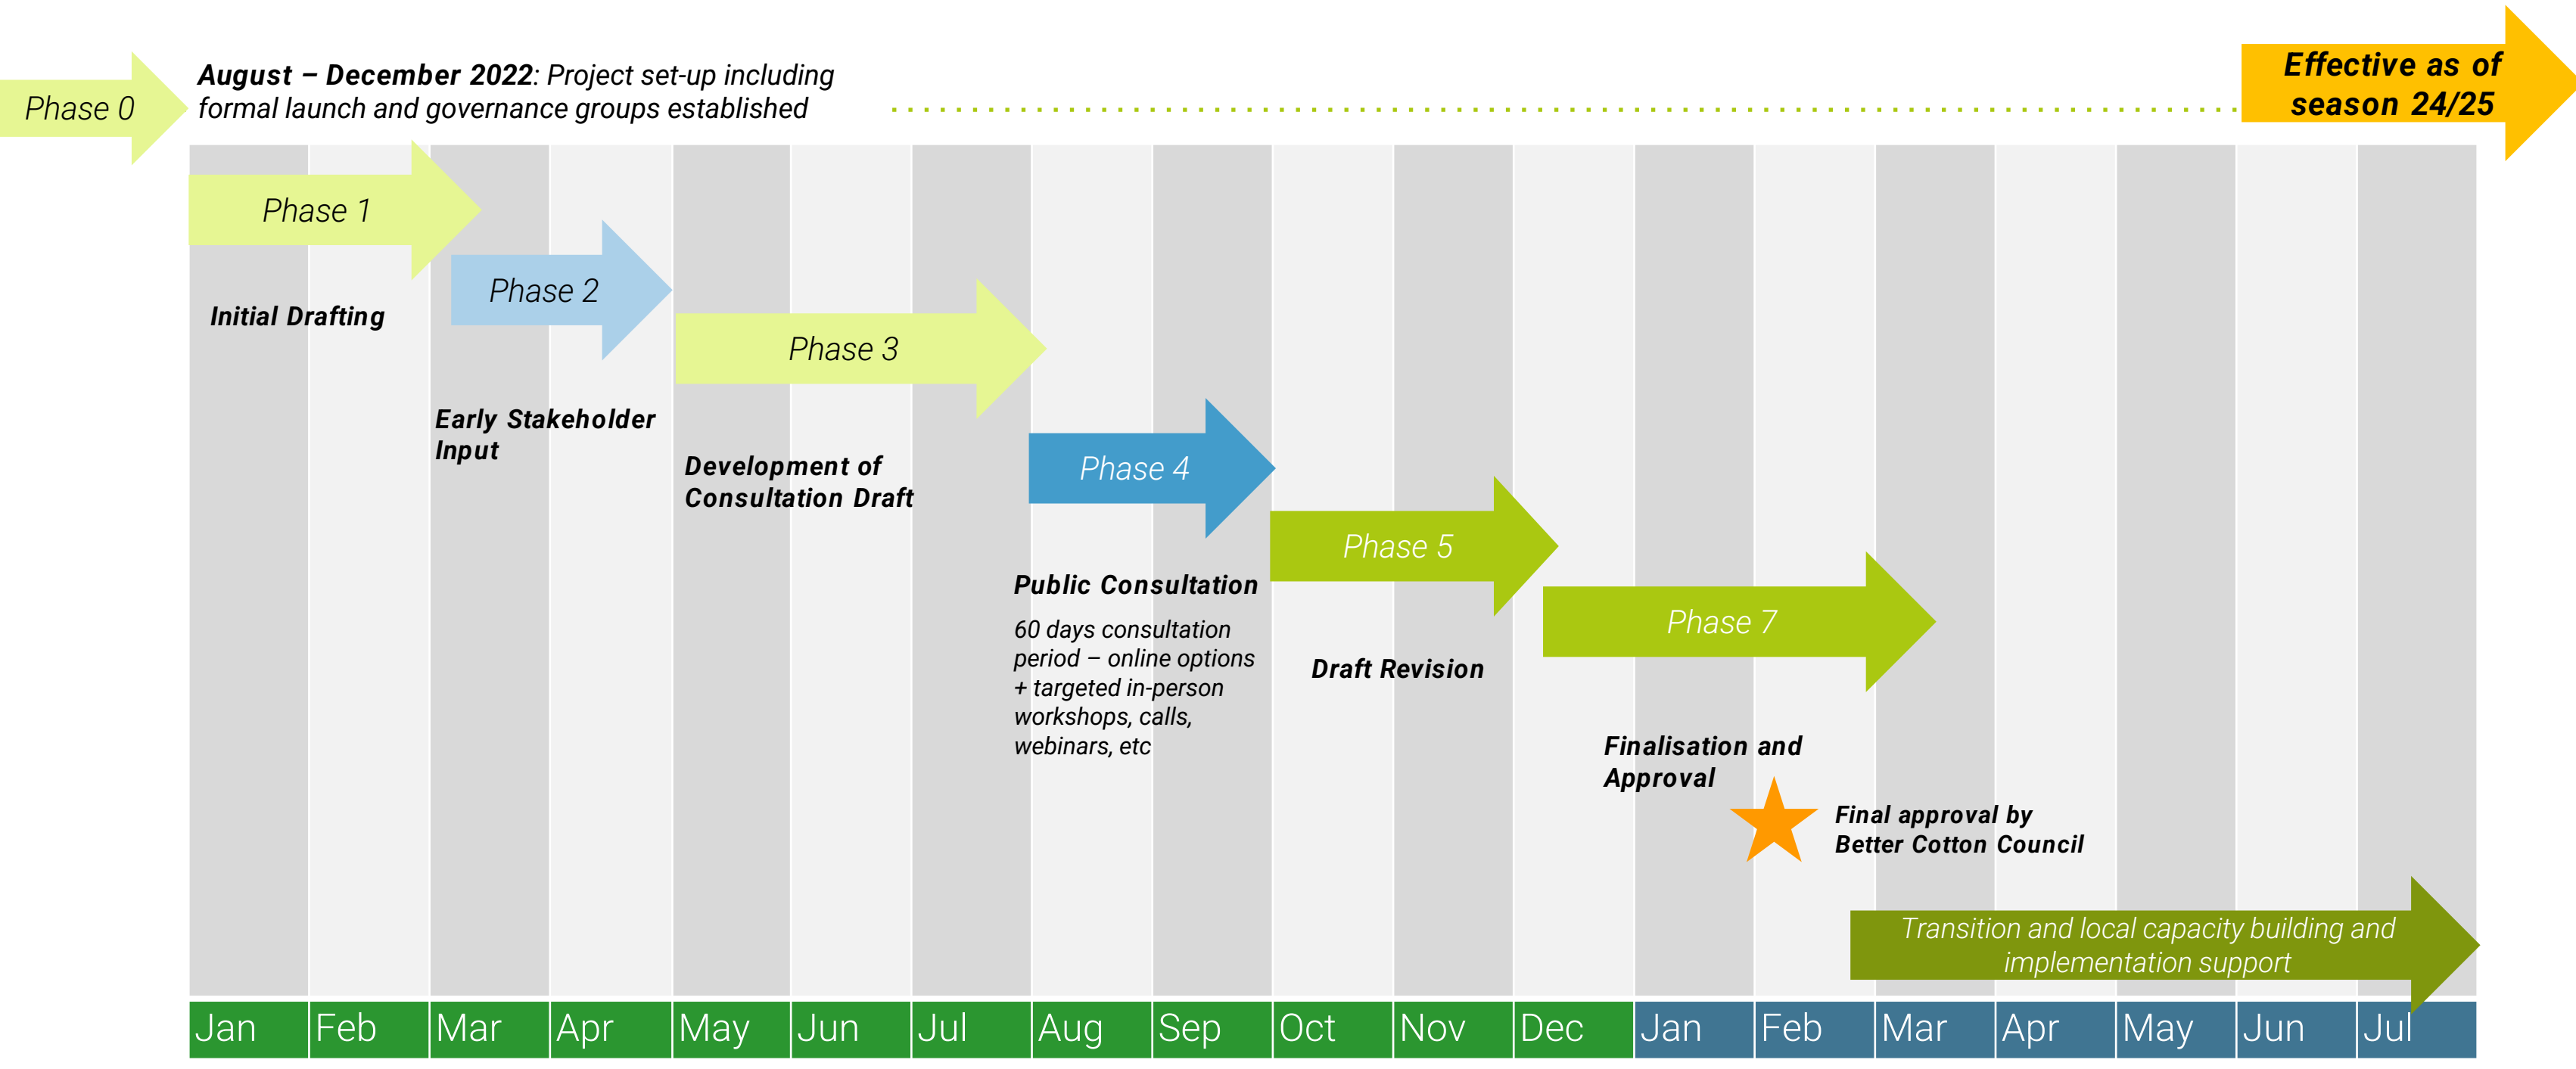 Phase 0
August – December 2022: Project set-up including
formal launch and governance groups established
Effective as of
season 24/25
Phase 1
Initial Drafting
Phase 2
Early Stakeholder
Input
Phase 3
Development of
Consultation Draft
Phase 4
Public Consultation
60 days consultation
period – online options
+ targeted in-person
workshops, calls,
webinars, etc
Phase 5
Draft Revision
Phase 7
Finalisation and
Approval
Final approval by
Better Cotton Council
Transition and local capacity building and
implementation support
Jan Feb Mar Apr May Jun Jul Aug Sep Oct Nov Dec Jan Feb Mar Apr May Jun Jul